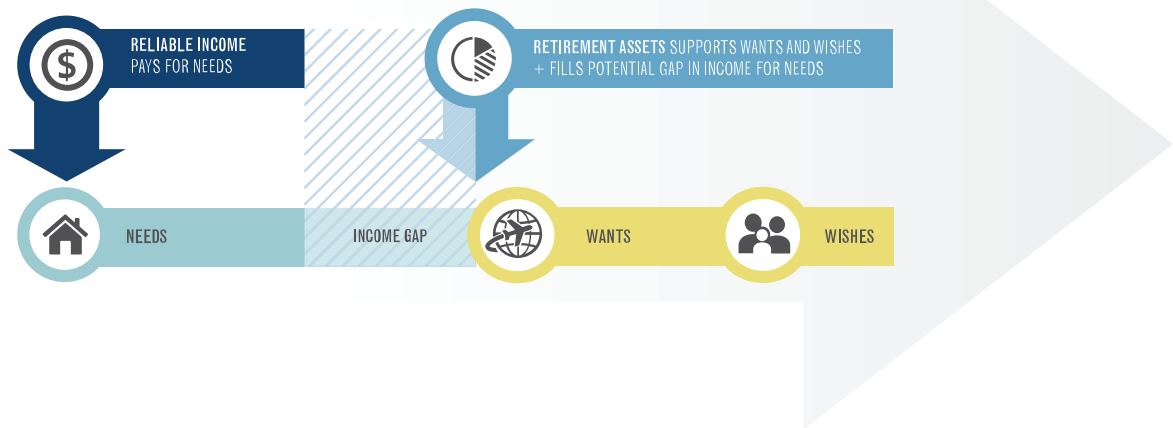 RELIABLE INCOME
PAYS FOR NEEDS
RETIREMENT ASSETS SUPPORTS WANTS AND WISHES
+ FILLS POTENTIAL GAP IN INCOME FOR NEEDS
$
NEEDS
INCOME GAP
WANTS
WISHES